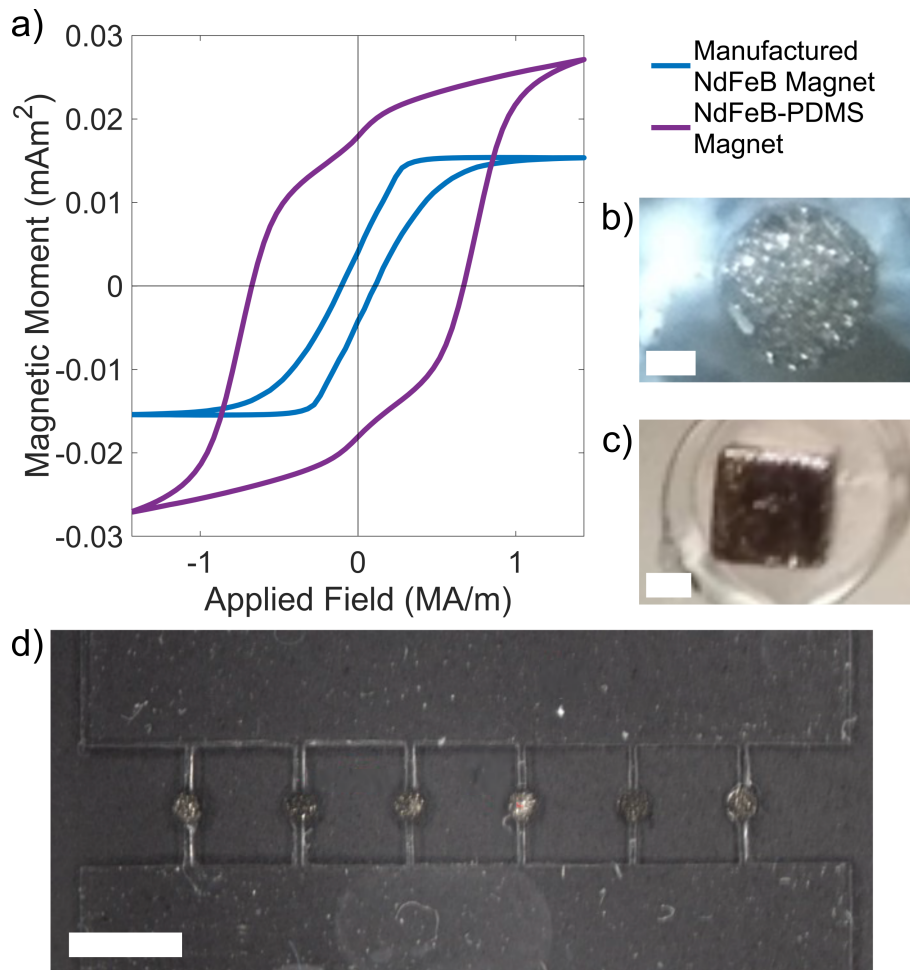 a)
0.03
0.02
0.01
0
-0.01
-0.02
-0.03
-1
0
1
Magnetic Moment (mAm²)
Applied Field (MA/m)
Manufactured
NdFeB Magnet
NdFeB-PDMS
Magnet
b)
c)
d)